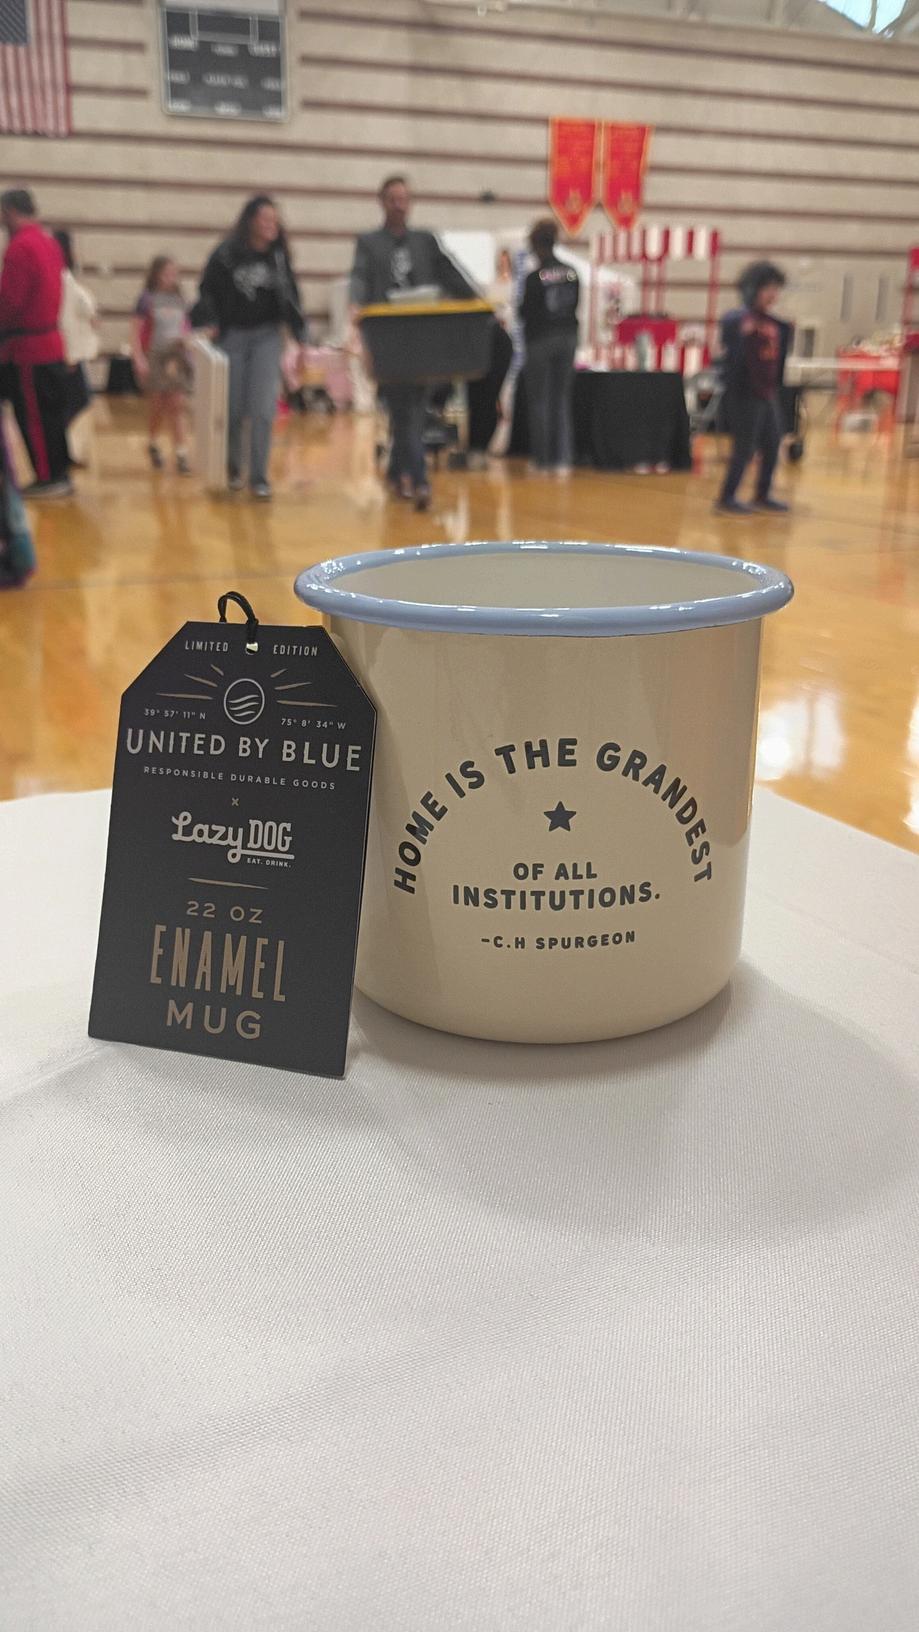 LIMITED EDITION
39° 57' 11" N 75° 8' 34" W
UNITED BY BLUE
RESPONSIBLE DURABLE GOODS
x
Lazy DOG
EAT. DRINK.
22 OZ
ENAMEL
MUG
HOME IS THE GRANDEST
OF ALL
INSTITUTIONS.
-C.H SPURGEON